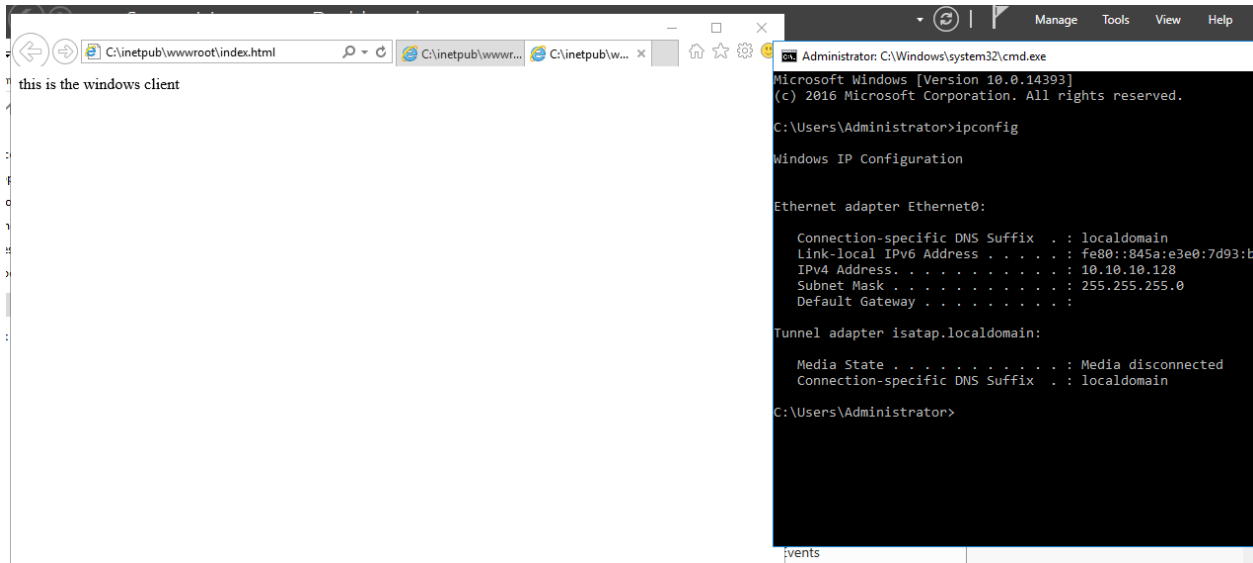 Manage Tools View Help
C:\inetpub\wwwroot\index.html
C:\inetpub\wwwr...
C:\inetpub\w...
this is the windows client
Administrator: C:\Windows\system32\cmd.exe
Microsoft Windows [Version 10.0.14393]
(c) 2016 Microsoft Corporation. All rights reserved.
C:\Users\Administrator>ipconfig
Windows IP Configuration
Ethernet adapter Ethernet0:
Connection-specific DNS Suffix . : localdomain
Link-local IPv6 Address . . . . . : fe80::845a:e3e0:7d93:b
IPv4 Address. . . . . . . . . . . : 10.10.10.128
Subnet Mask . . . . . . . . . . . : 255.255.255.0
Default Gateway . . . . . . . . . :
Tunnel adapter isatap.localdomain:
Media State . . . . . . . . . . . : Media disconnected
Connection-specific DNS Suffix . : localdomain
C:\Users\Administrator>
Events